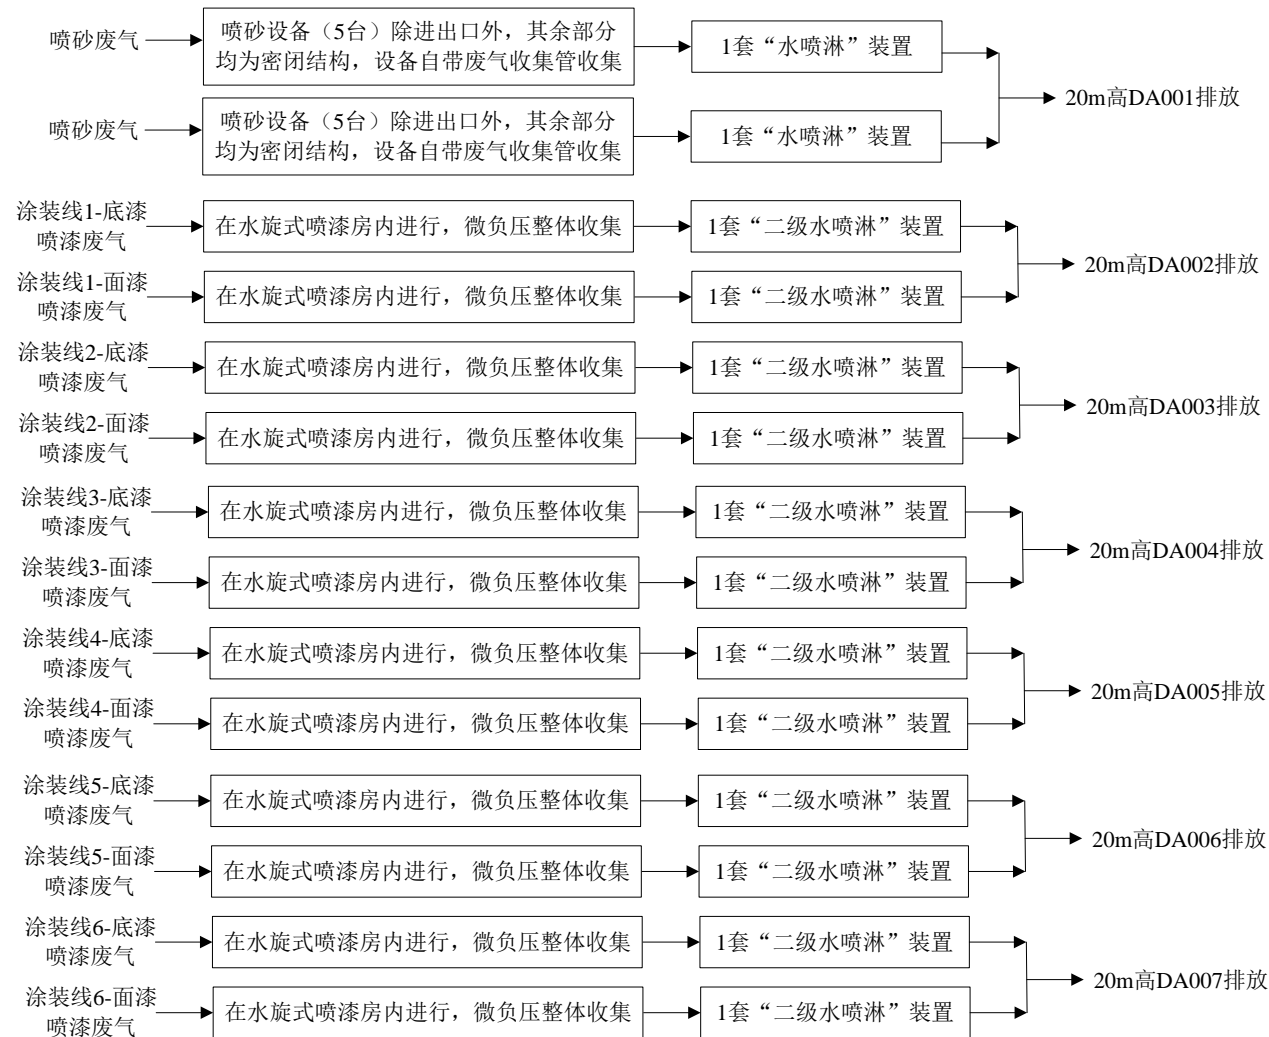 喷砂废气
喷砂设备（5台）除进出口外，其余部分
均为密闭结构，设备自带废气收集管收集
1套“水喷淋”装置
20m高DA001排放
喷砂废气
喷砂设备（5台）除进出口外，其余部分
均为密闭结构，设备自带废气收集管收集
1套“水喷淋”装置
涂装线1-底漆
喷漆废气
在水旋式喷漆房内进行，微负压整体收集
1套“二级水喷淋”装置
20m高DA002排放
涂装线1-面漆
喷漆废气
在水旋式喷漆房内进行，微负压整体收集
1套“二级水喷淋”装置
涂装线2-底漆
喷漆废气
在水旋式喷漆房内进行，微负压整体收集
1套“二级水喷淋”装置
20m高DA003排放
涂装线2-面漆
喷漆废气
在水旋式喷漆房内进行，微负压整体收集
1套“二级水喷淋”装置
涂装线3-底漆
喷漆废气
在水旋式喷漆房内进行，微负压整体收集
1套“二级水喷淋”装置
20m高DA004排放
涂装线3-面漆
喷漆废气
在水旋式喷漆房内进行，微负压整体收集
1套“二级水喷淋”装置
涂装线4-底漆
喷漆废气
在水旋式喷漆房内进行，微负压整体收集
1套“二级水喷淋”装置
20m高DA005排放
涂装线4-面漆
喷漆废气
在水旋式喷漆房内进行，微负压整体收集
1套“二级水喷淋”装置
涂装线5-底漆
喷漆废气
在水旋式喷漆房内进行，微负压整体收集
1套“二级水喷淋”装置
20m高DA006排放
涂装线5-面漆
喷漆废气
在水旋式喷漆房内进行，微负压整体收集
1套“二级水喷淋”装置
涂装线6-底漆
喷漆废气
在水旋式喷漆房内进行，微负压整体收集
1套“二级水喷淋”装置
20m高DA007排放
涂装线6-面漆
喷漆废气
在水旋式喷漆房内进行，微负压整体收集
1套“二级水喷淋”装置